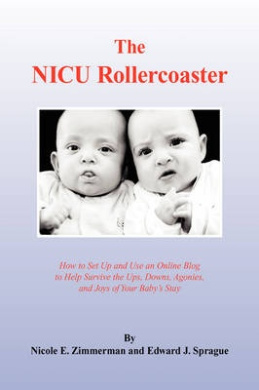 The
NICU Rollercoaster
How to Set Up and Use an Online Blog
to Help Survive the Ups, Downs, Agonies,
and Joys of Your Baby's Stay
By
Nicole E. Zimmerman and Edward J. Sprague